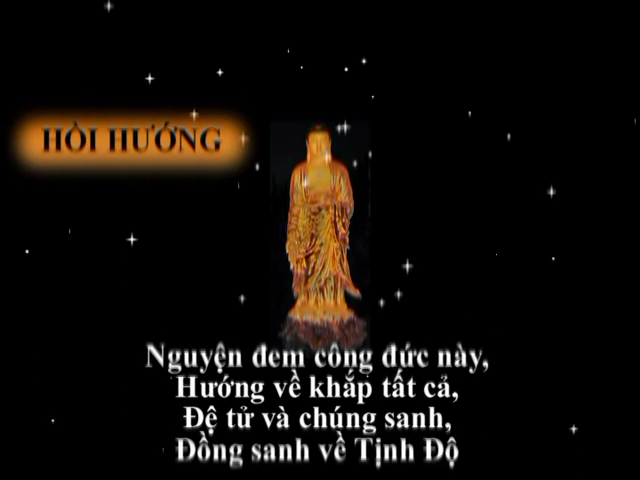 HỒI HƯỚNG
Nguyện đem công đức này,
Hướng về khắp tất cả,
Đệ tử và chúng sanh,
Đồng sanh về Tịnh Độ